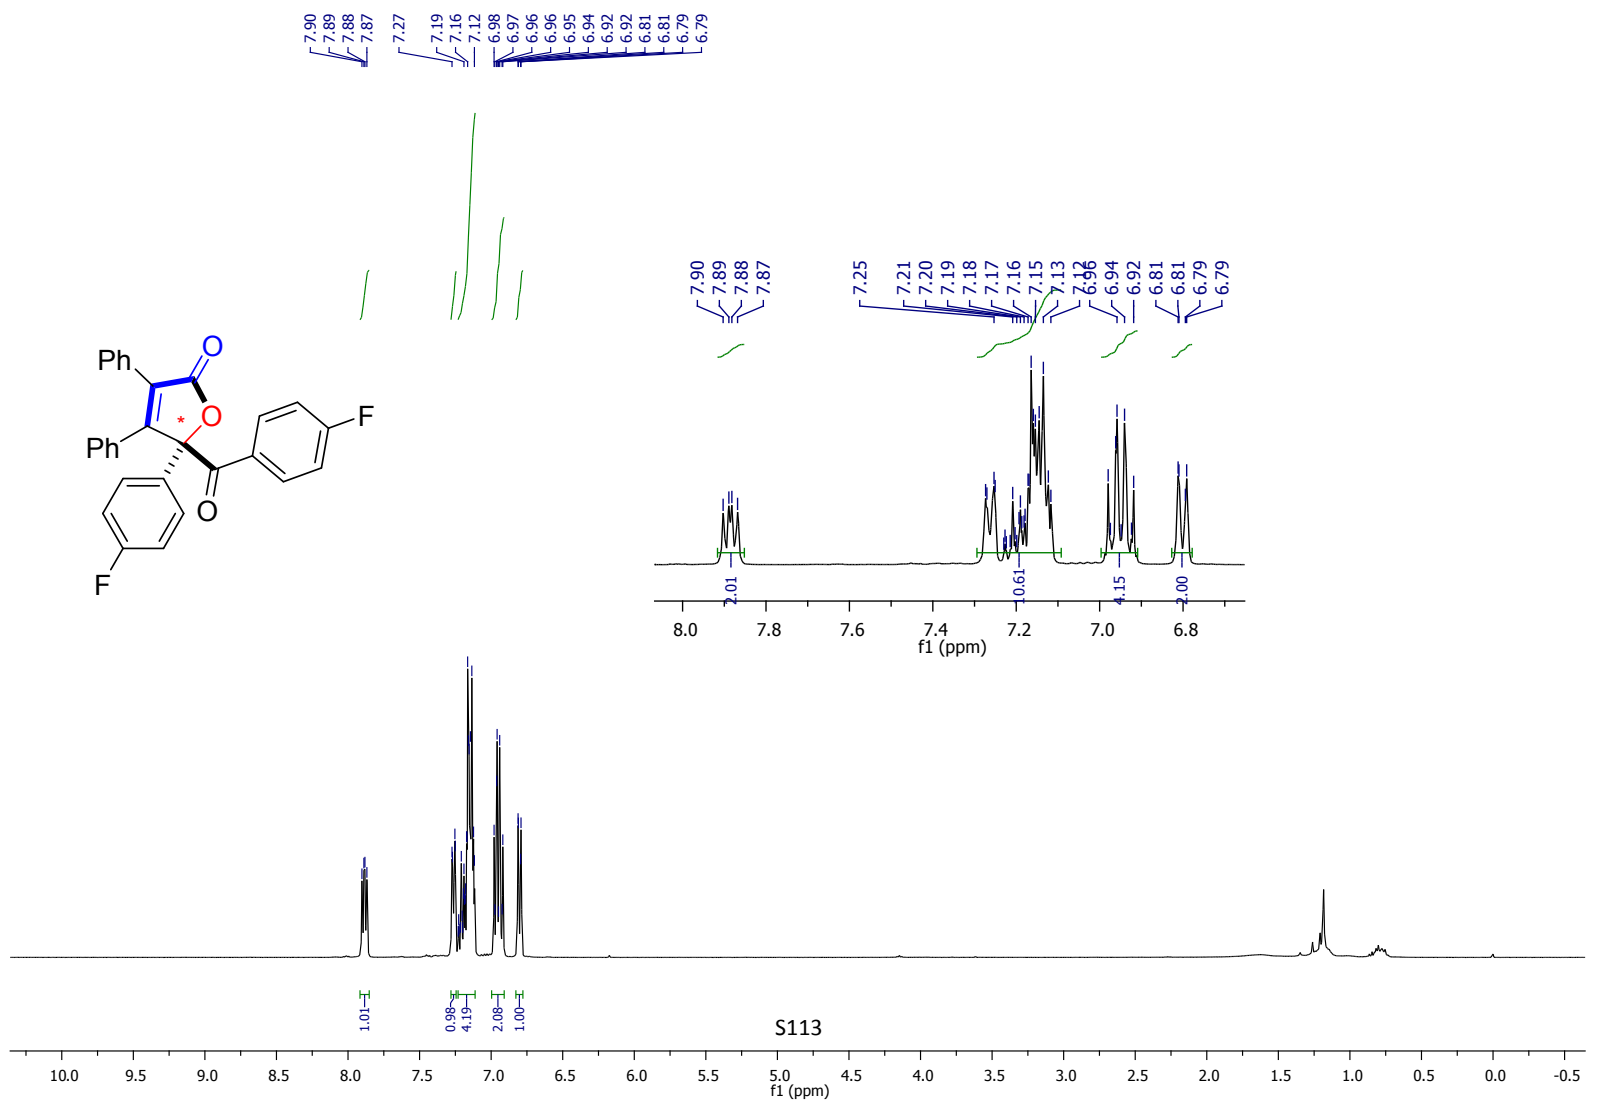 7.90 7.89 7.88 7.87 7.27 7.19 7.16 7.12 6.98 6.97 6.96 6.96 6.95 6.94 6.92 6.92 6.81 6.81 6.79 6.79
7.90 7.89 7.88 7.87 7.25 7.21 7.20 7.19 7.18 7.17 7.16 7.15 7.13 7.12 6.96 6.94 6.92 6.81 6.81 6.79 6.79
Ph
O
O
*
Ph
F
O
F
2.01 10.61 4.15 2.00
8.0 7.8 7.6 7.4 7.2 7.0 6.8
f1 (ppm)
1.01 0.98 4.19 2.08 1.00
S113
10.0 9.5 9.0 8.5 8.0 7.5 7.0 6.5 6.0 5.5 5.0 4.5 4.0 3.5 3.0 2.5 2.0 1.5 1.0 0.5 0.0 -0.5
f1 (ppm)